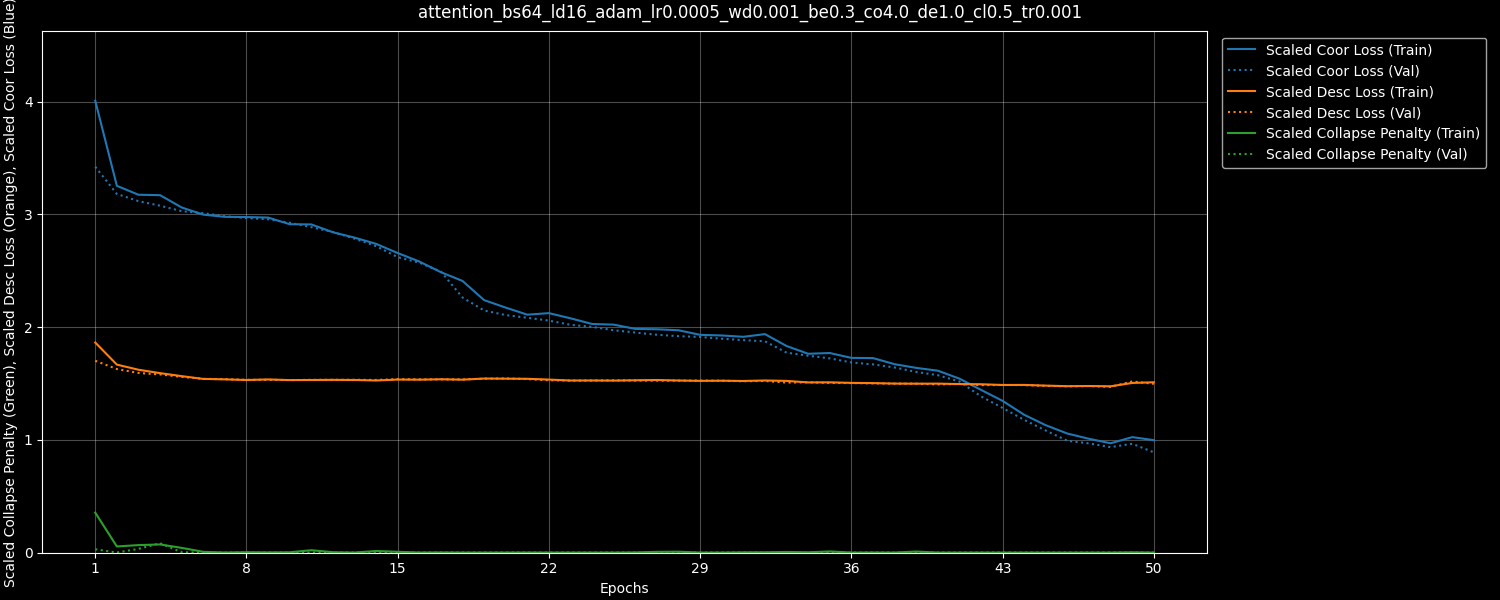 attention_bs64_ld16_adam_lr0.0005_wd0.001_be0.3_co4.0_de1.0_cl0.5_tr0.001
Scaled Collapse Penalty (Green), Scaled Desc Loss (Orange), Scaled Coor Loss (Blue)
4
3
2
1
0
1 8 15 22 29 36 43 50
Epochs
Scaled Coor Loss (Train)
Scaled Coor Loss (Val)
Scaled Desc Loss (Train)
Scaled Desc Loss (Val)
Scaled Collapse Penalty (Train)
Scaled Collapse Penalty (Val)